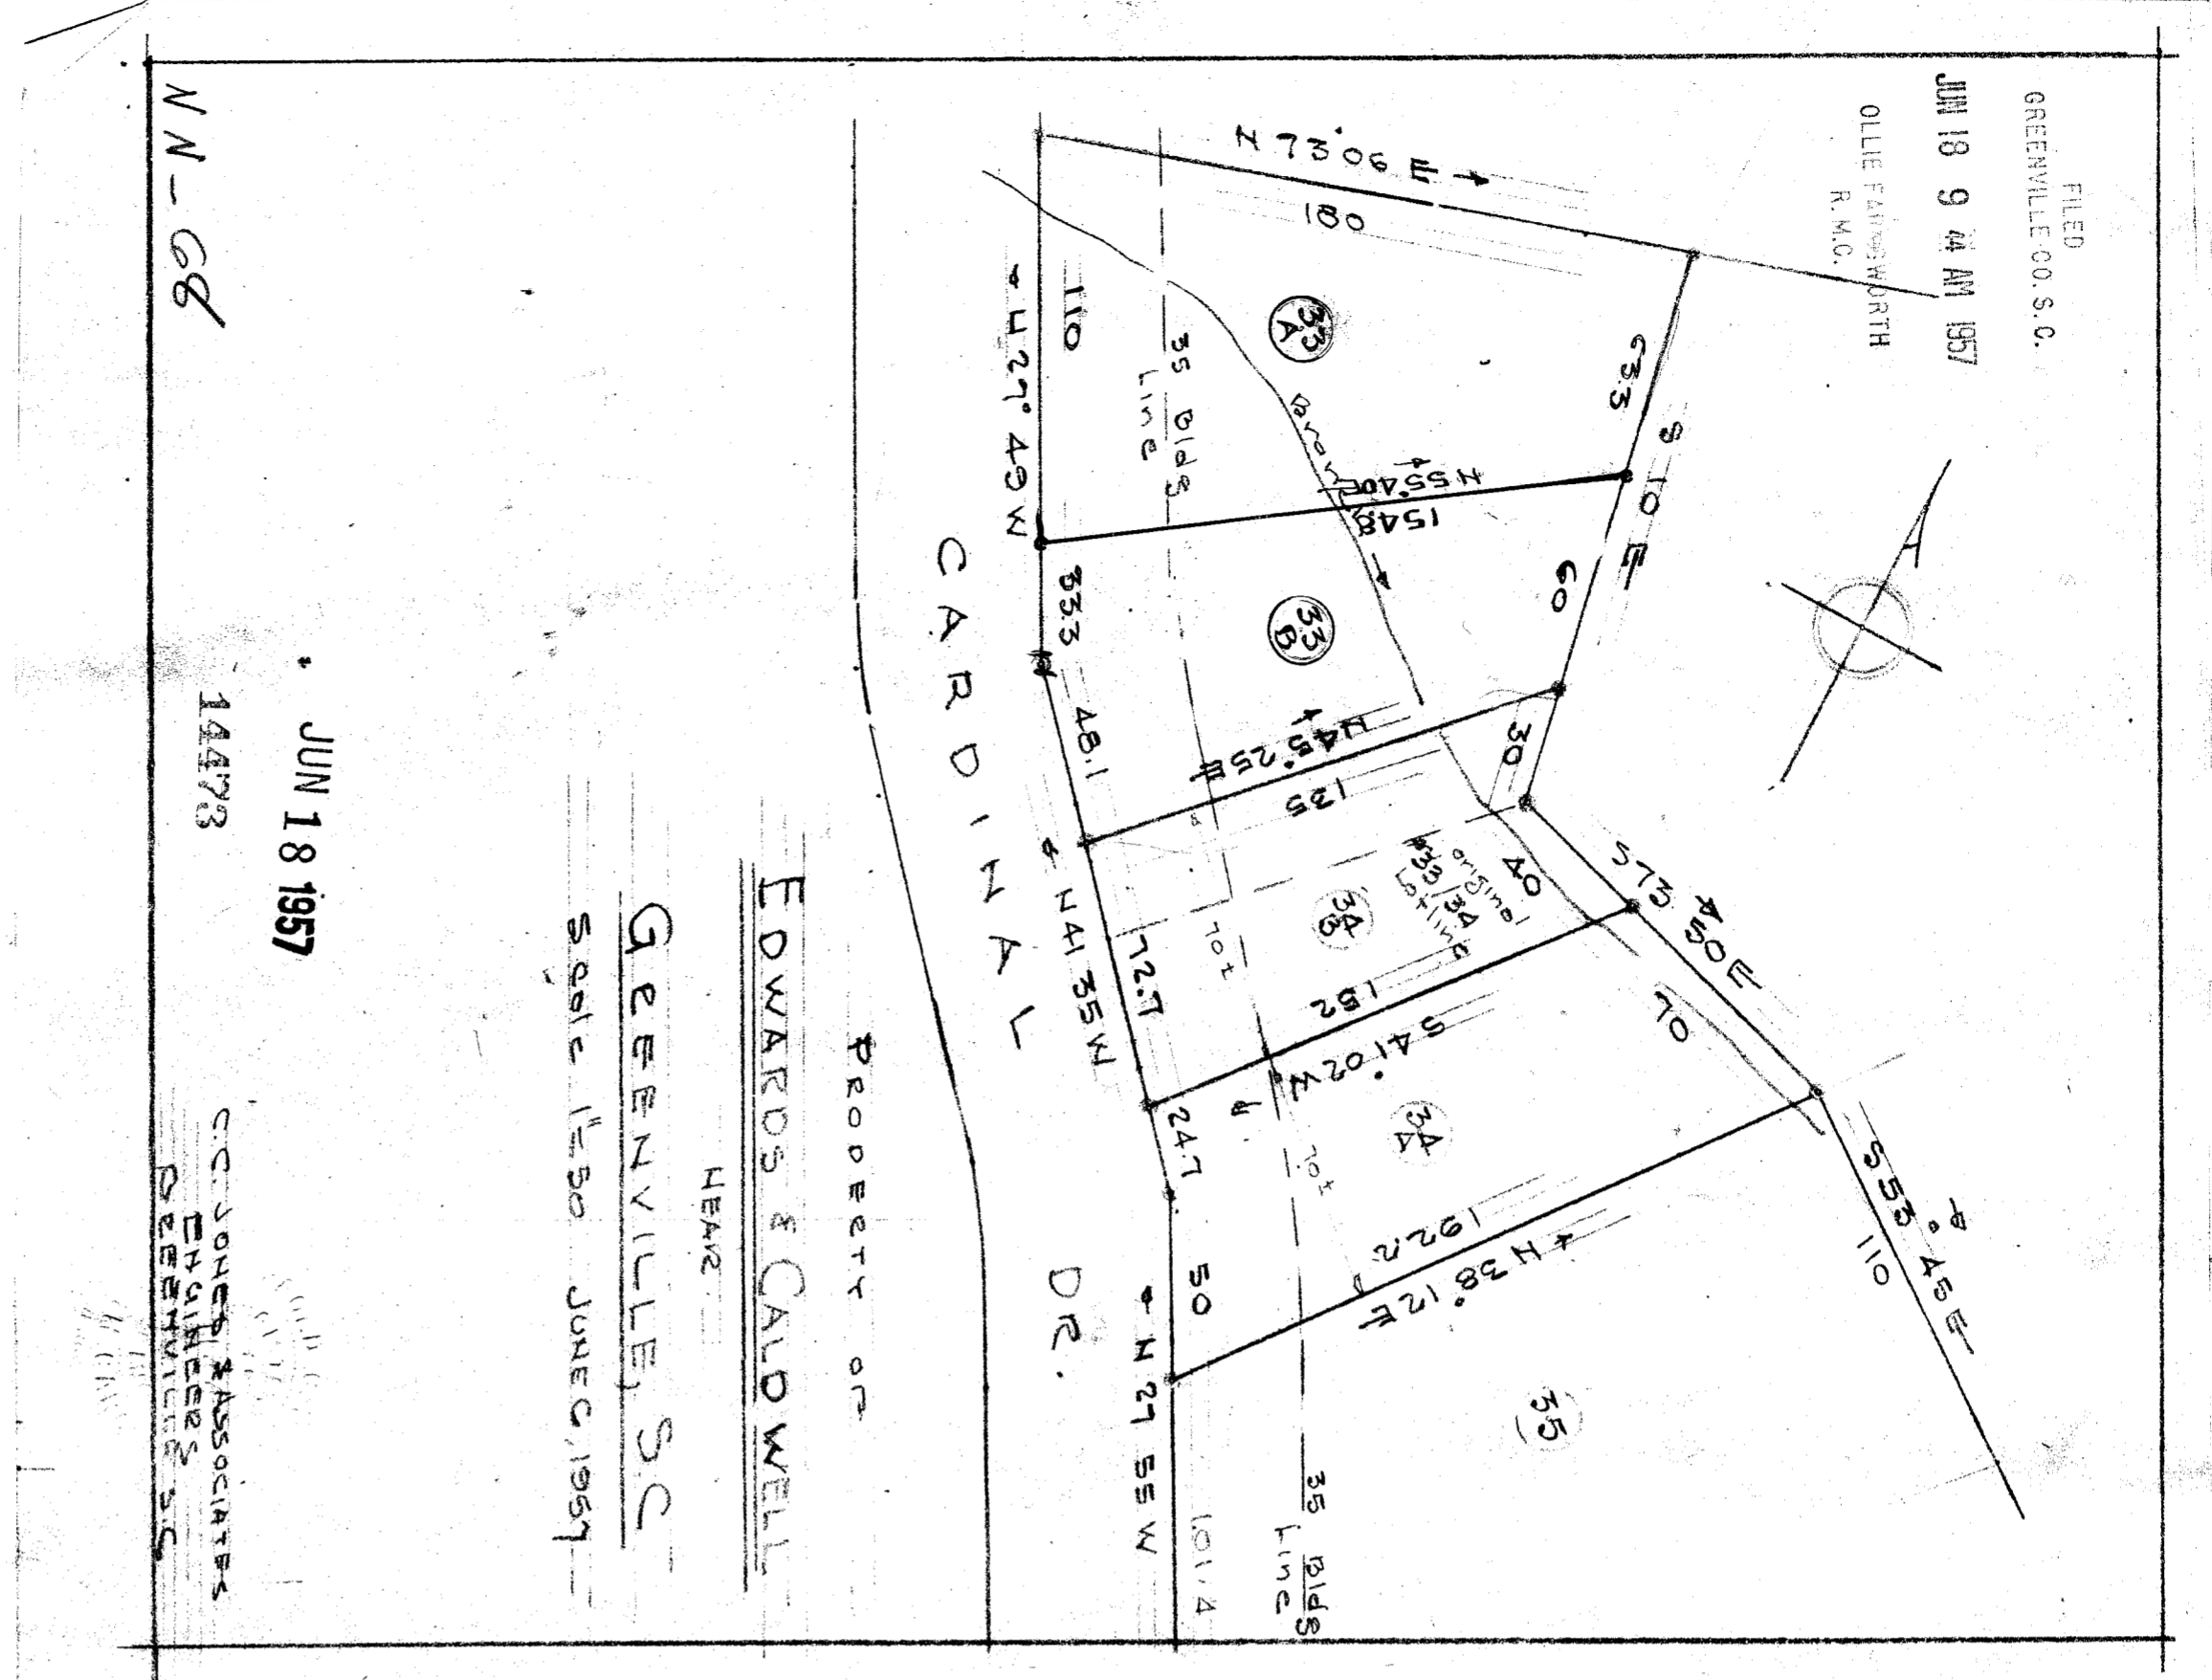 FILED
GREENVILLE CO. S. C.
JUN 18 9 44 AM 1957
OLLIE FARNSWORTH
R. M. C.
N 73° 06 E
180
33
A
63.3
S 10 E
110
N 29° 49 W
35 Bldg
Line
N 55° 40 E
154.8
60
33
B
33.3
48.1
N 45° 25 E
135
30
original
33/34
Lot line
40
S 73 50 E
34
B
72.7
N 41 35 W
70±
152
S 41° 02 W
70
34
A
24.7
70±
192.2
N 38° 12 E
50
N 27 55 W
101.4
35 Bldg
Line
35
S 53° 45 E
110
CARDINAL DR.
PROPERTY OF
EDWARDS & CALDWELL
NEAR
GREENVILLE, S.C
Scale 1"=30 JUNE 6, 1957
JUN 18 1957
14473
C.C. JONES & ASSOCIATES
ENGINEERS
GREENVILLE S.C
NN-68